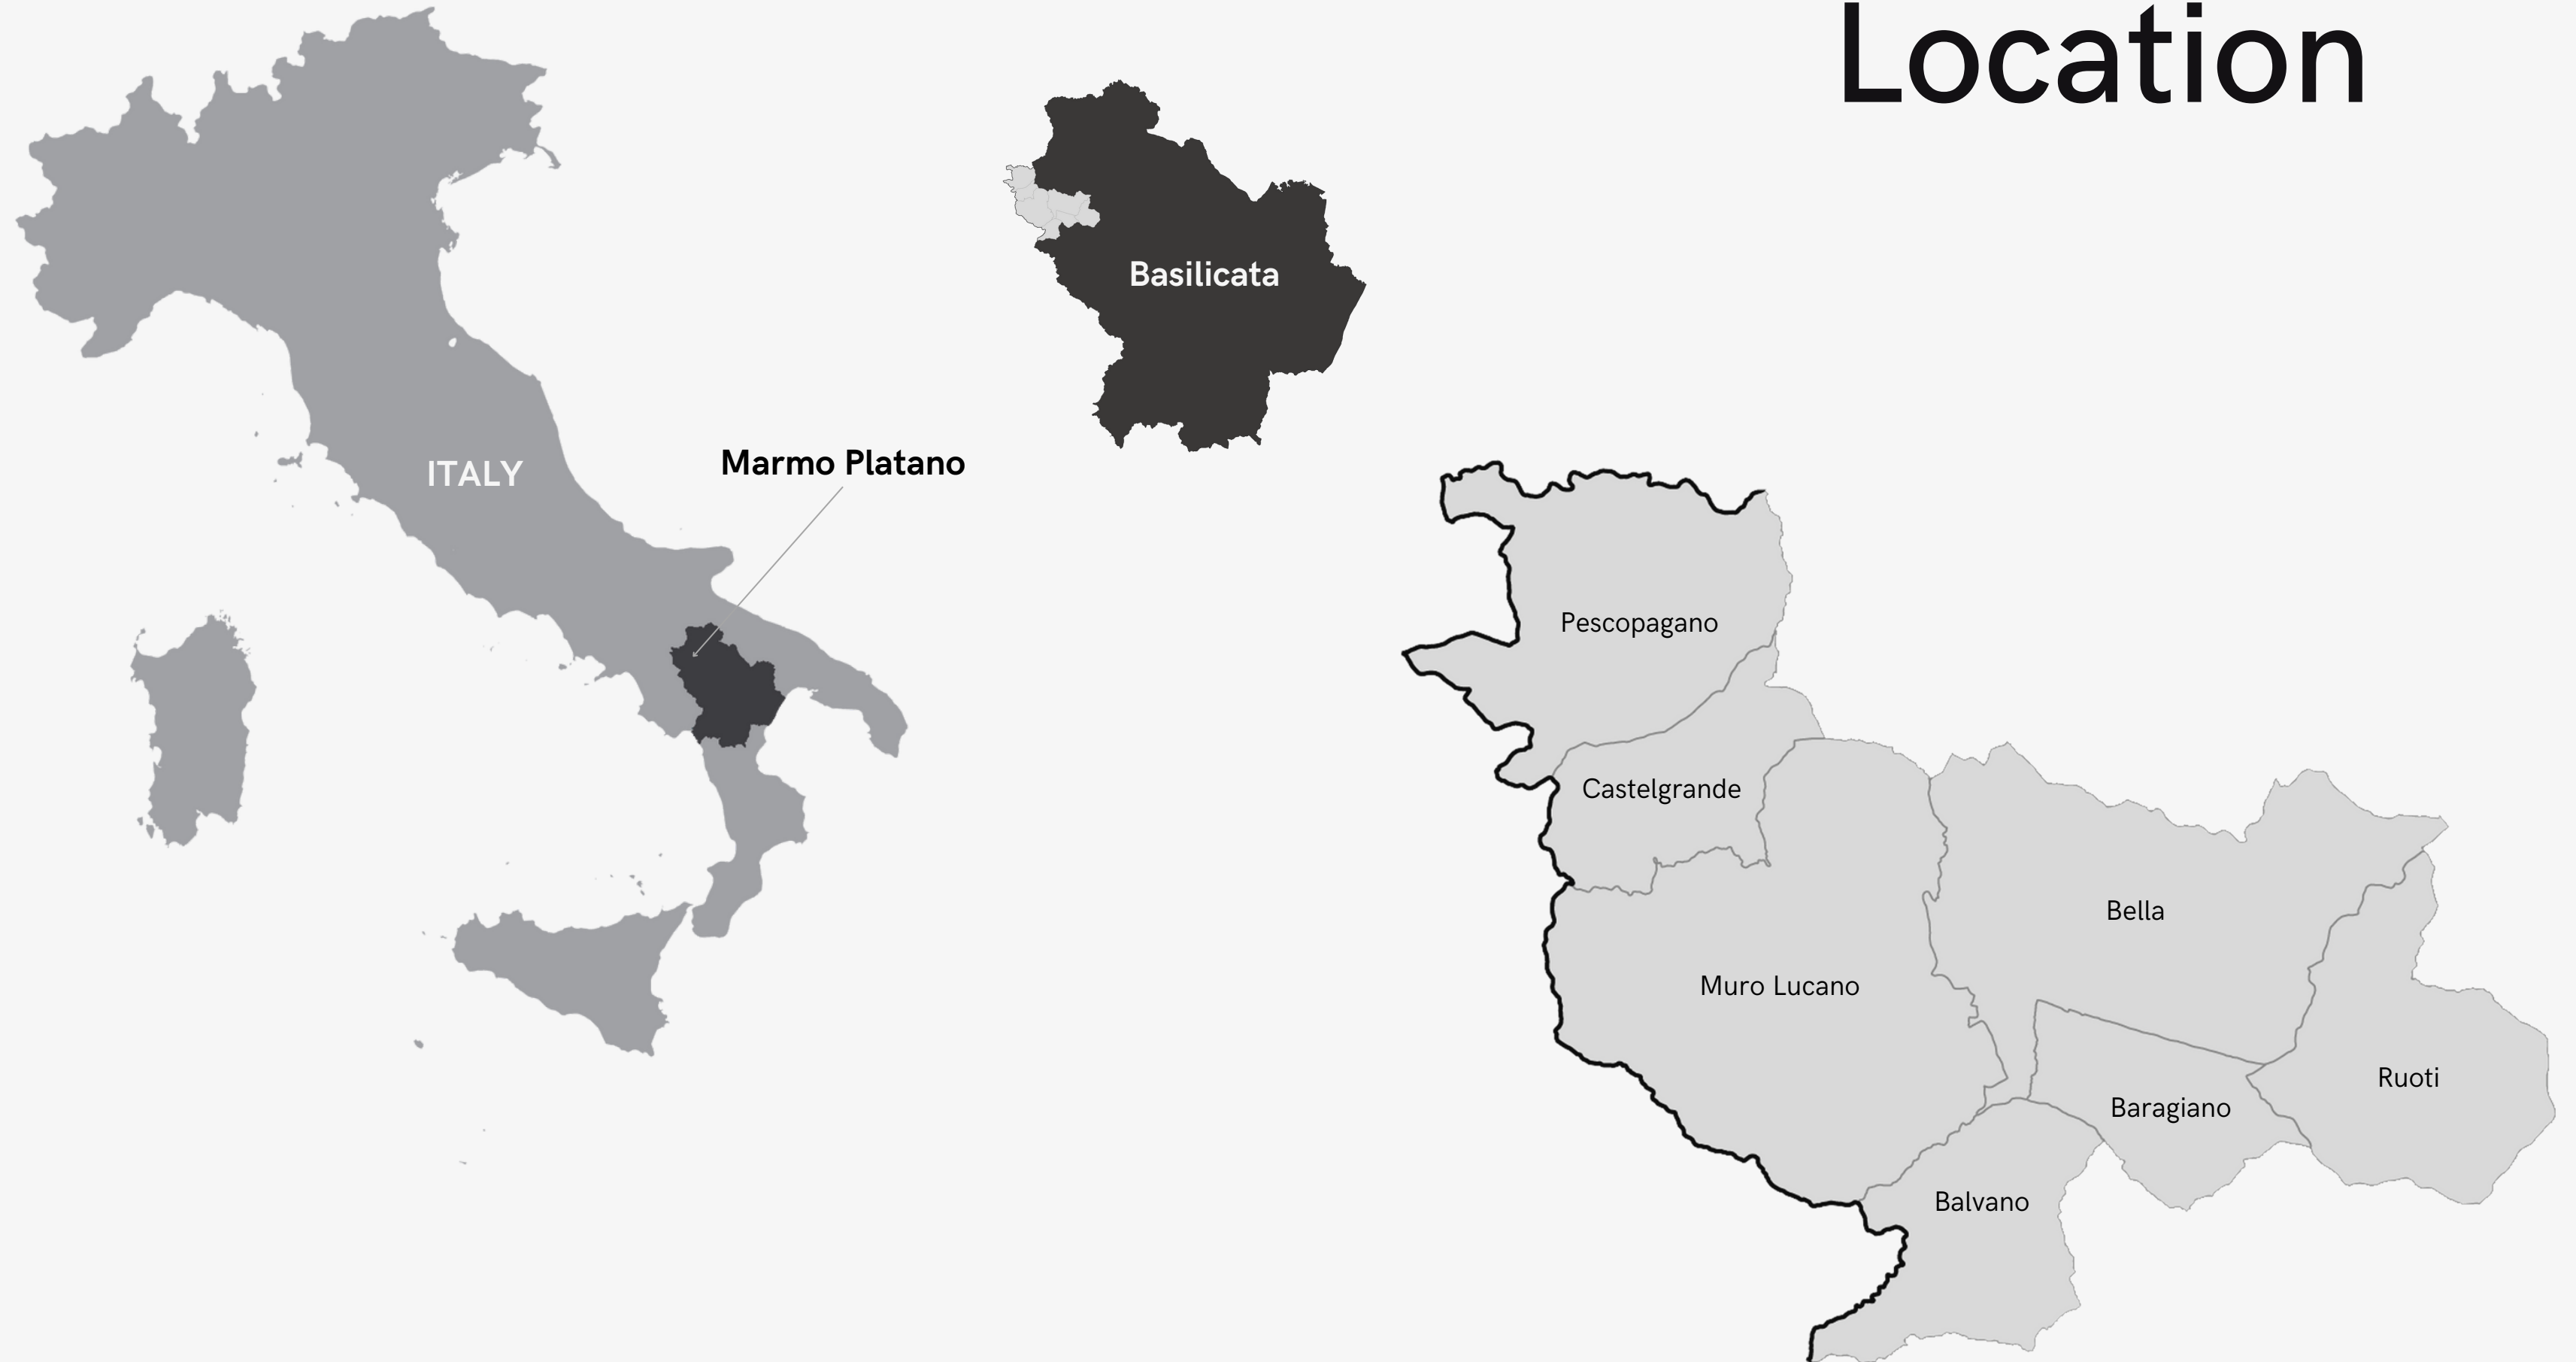 Location
Basilicata
Marmo Platano
ITALY
Pescopagano
Castelgrande
Bella
Muro Lucano
Ruoti
Baragiano
Balvano